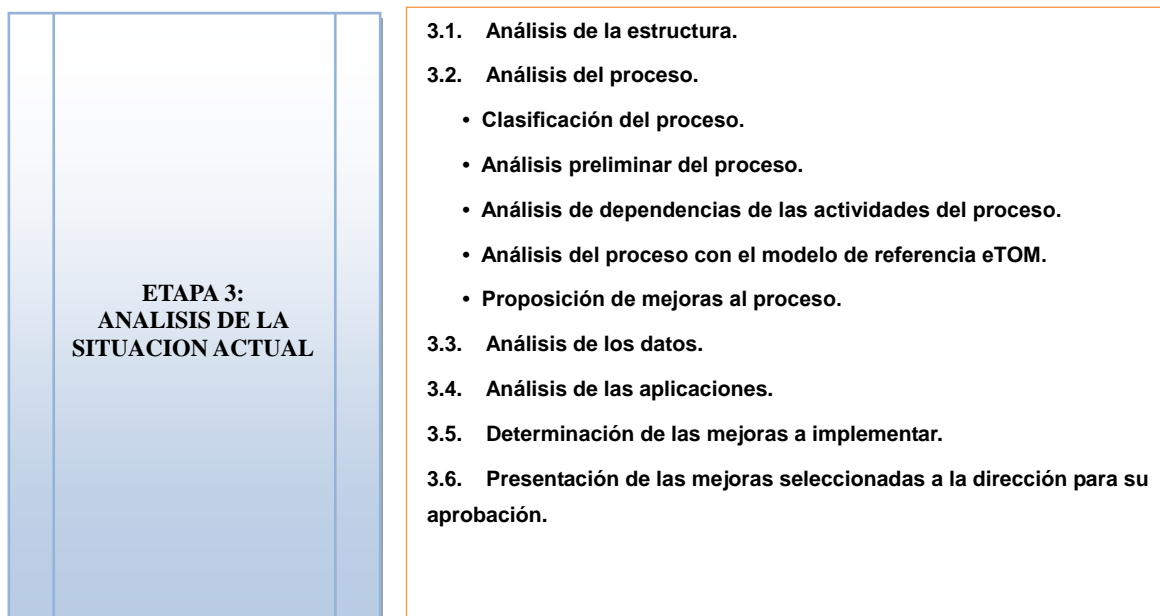 ETAPA 3:
ANALISIS DE LA
SITUACION ACTUAL
3.1. Análisis de la estructura.
3.2. Análisis del proceso.
• Clasificación del proceso.
• Análisis preliminar del proceso.
• Análisis de dependencias de las actividades del proceso.
• Análisis del proceso con el modelo de referencia eTOM.
• Proposición de mejoras al proceso.
3.3. Análisis de los datos.
3.4. Análisis de las aplicaciones.
3.5. Determinación de las mejoras a implementar.
3.6. Presentación de las mejoras seleccionadas a la dirección para su
aprobación.